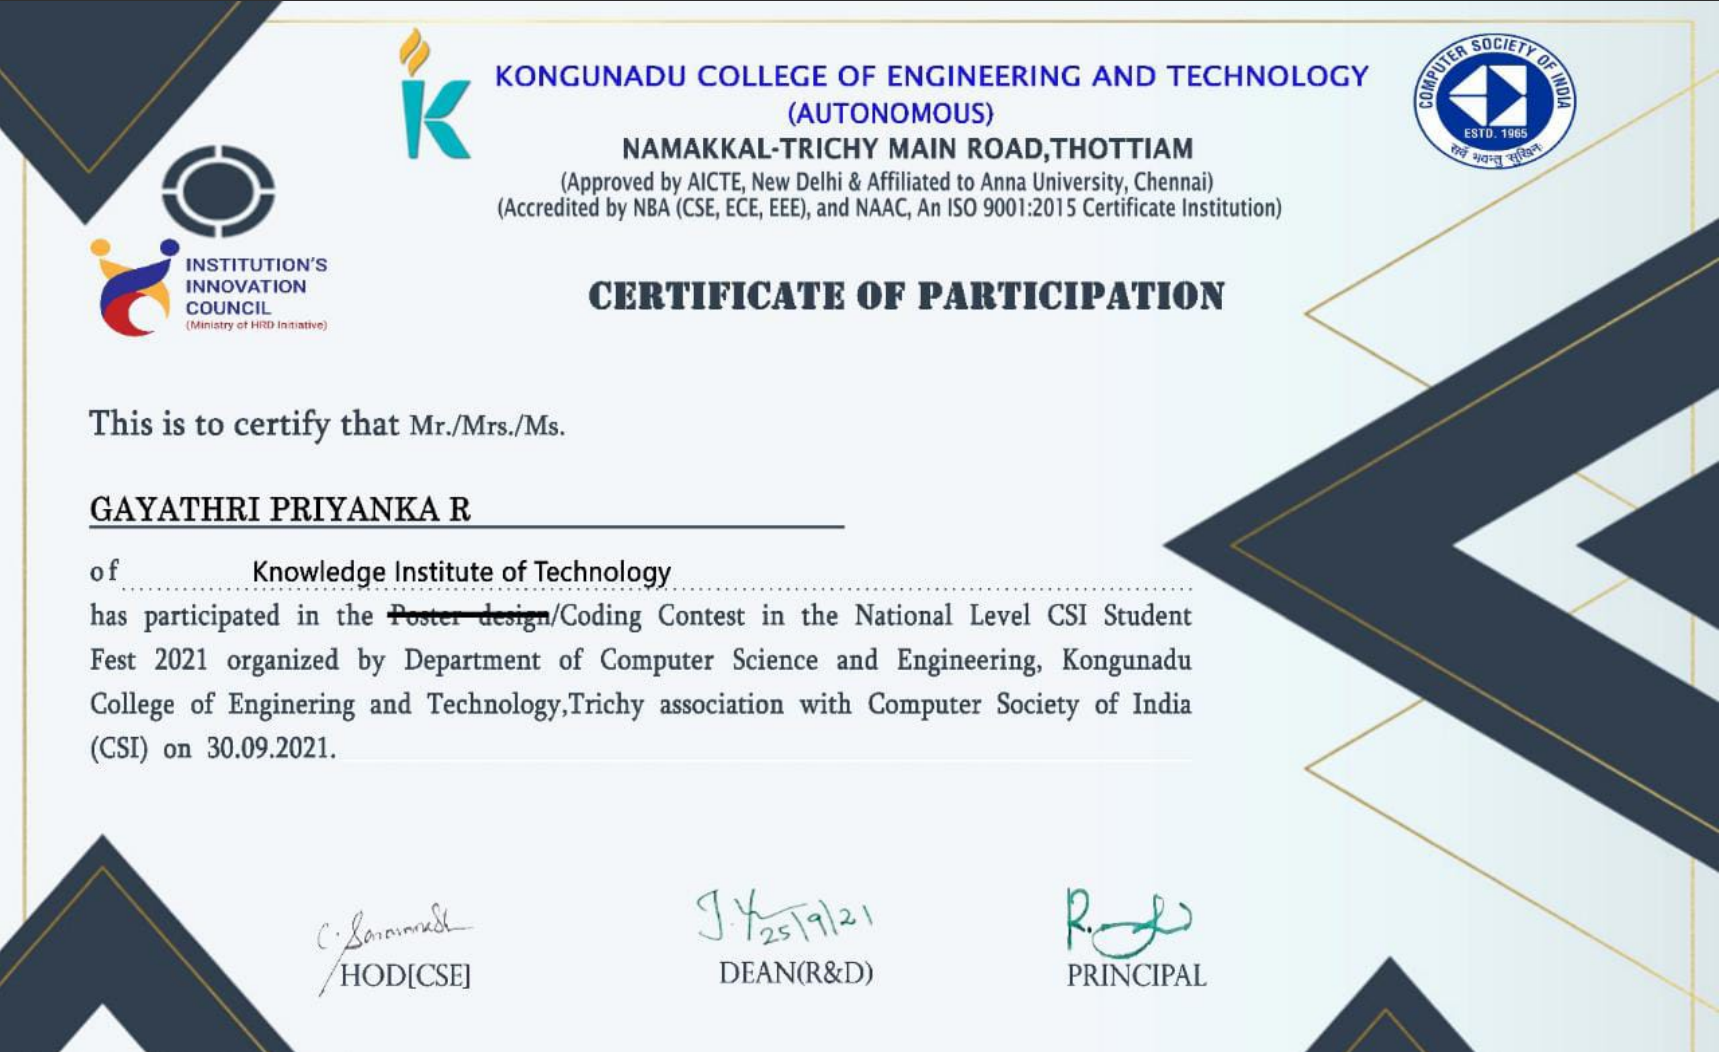 KONGUNADU COLLEGE OF ENGINEERING AND TECHNOLOGY
(AUTONOMOUS)
NAMAKKAL-TRICHY MAIN ROAD,THOTTIAM
(Approved by AICTE, New Delhi & Affiliated to Anna University, Chennai)
(Accredited by NBA (CSE, ECE, EEE), and NAAC, An ISO 9001:2015 Certificate Institution)
COMPUTER SOCIETY OF INDIA
ESTD. 1965
सर्वे भवन्तु सुखिनः
INSTITUTION'S
INNOVATION
COUNCIL
(Ministry of HRD Initiative)
CERTIFICATE OF PARTICIPATION
This is to certify that Mr./Mrs./Ms.
GAYATHRI PRIYANKA R
of Knowledge Institute of Technology
has participated in the Poster design/Coding Contest in the National Level CSI Student
Fest 2021 organized by Department of Computer Science and Engineering, Kongunadu
College of Enginering and Technology,Trichy association with Computer Society of India
(CSI) on 30.09.2021.
25/9/21
HOD[CSE]
DEAN(R&D)
PRINCIPAL